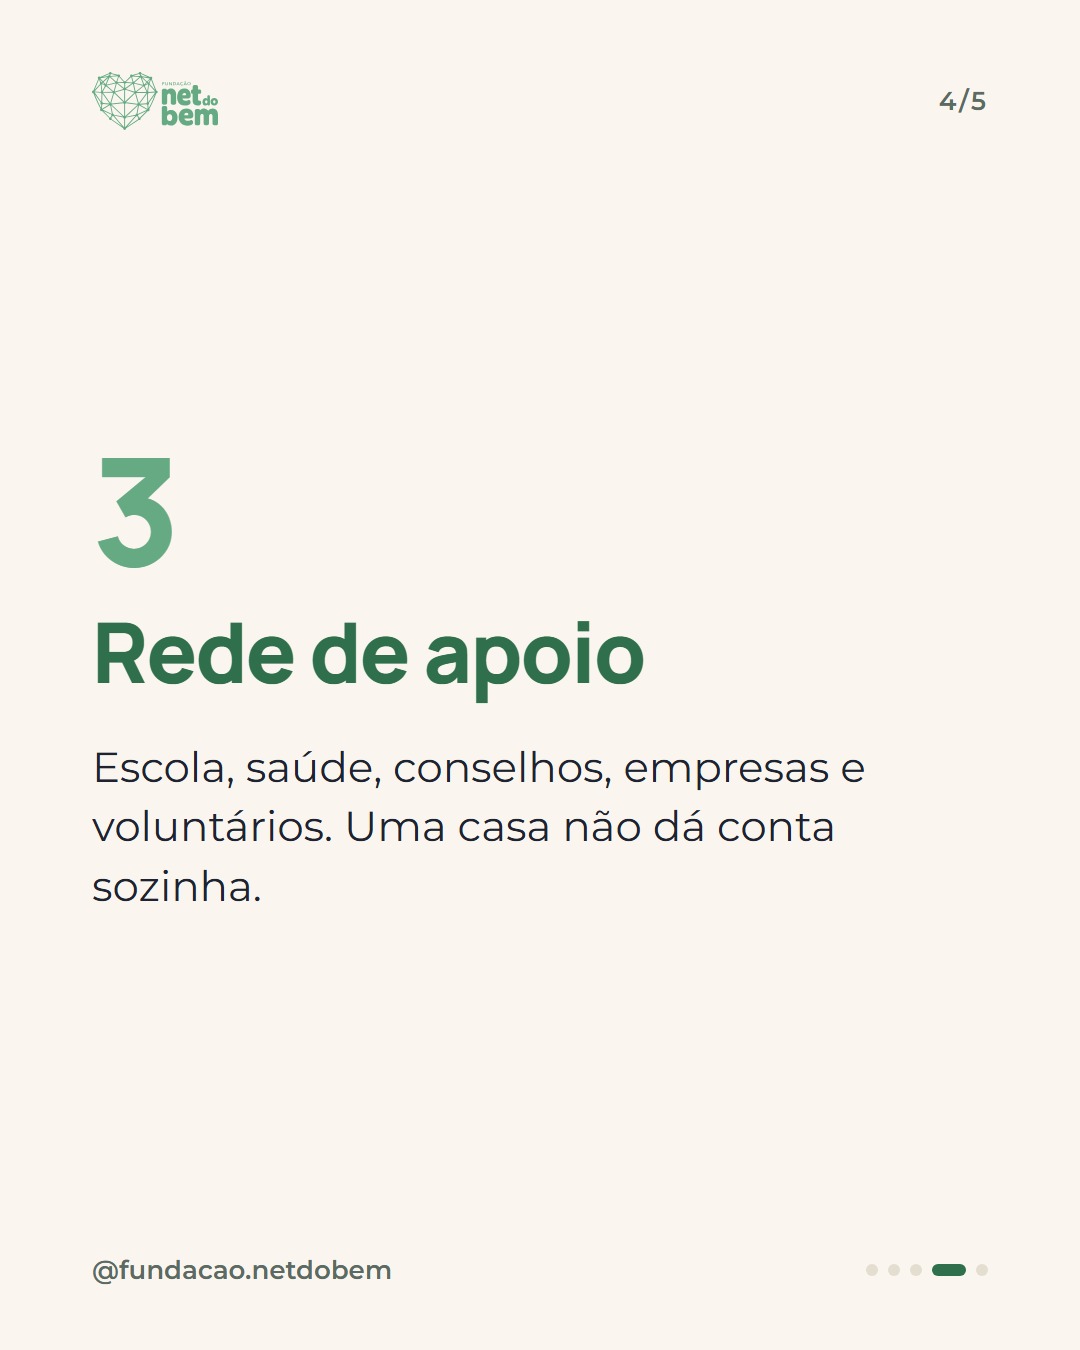 FUNDAÇÃO
net do
bem
4/5
3
Rede de apoio
Escola, saúde, conselhos, empresas e
voluntários. Uma casa não dá conta
sozinha.
@fundacao.netdobem